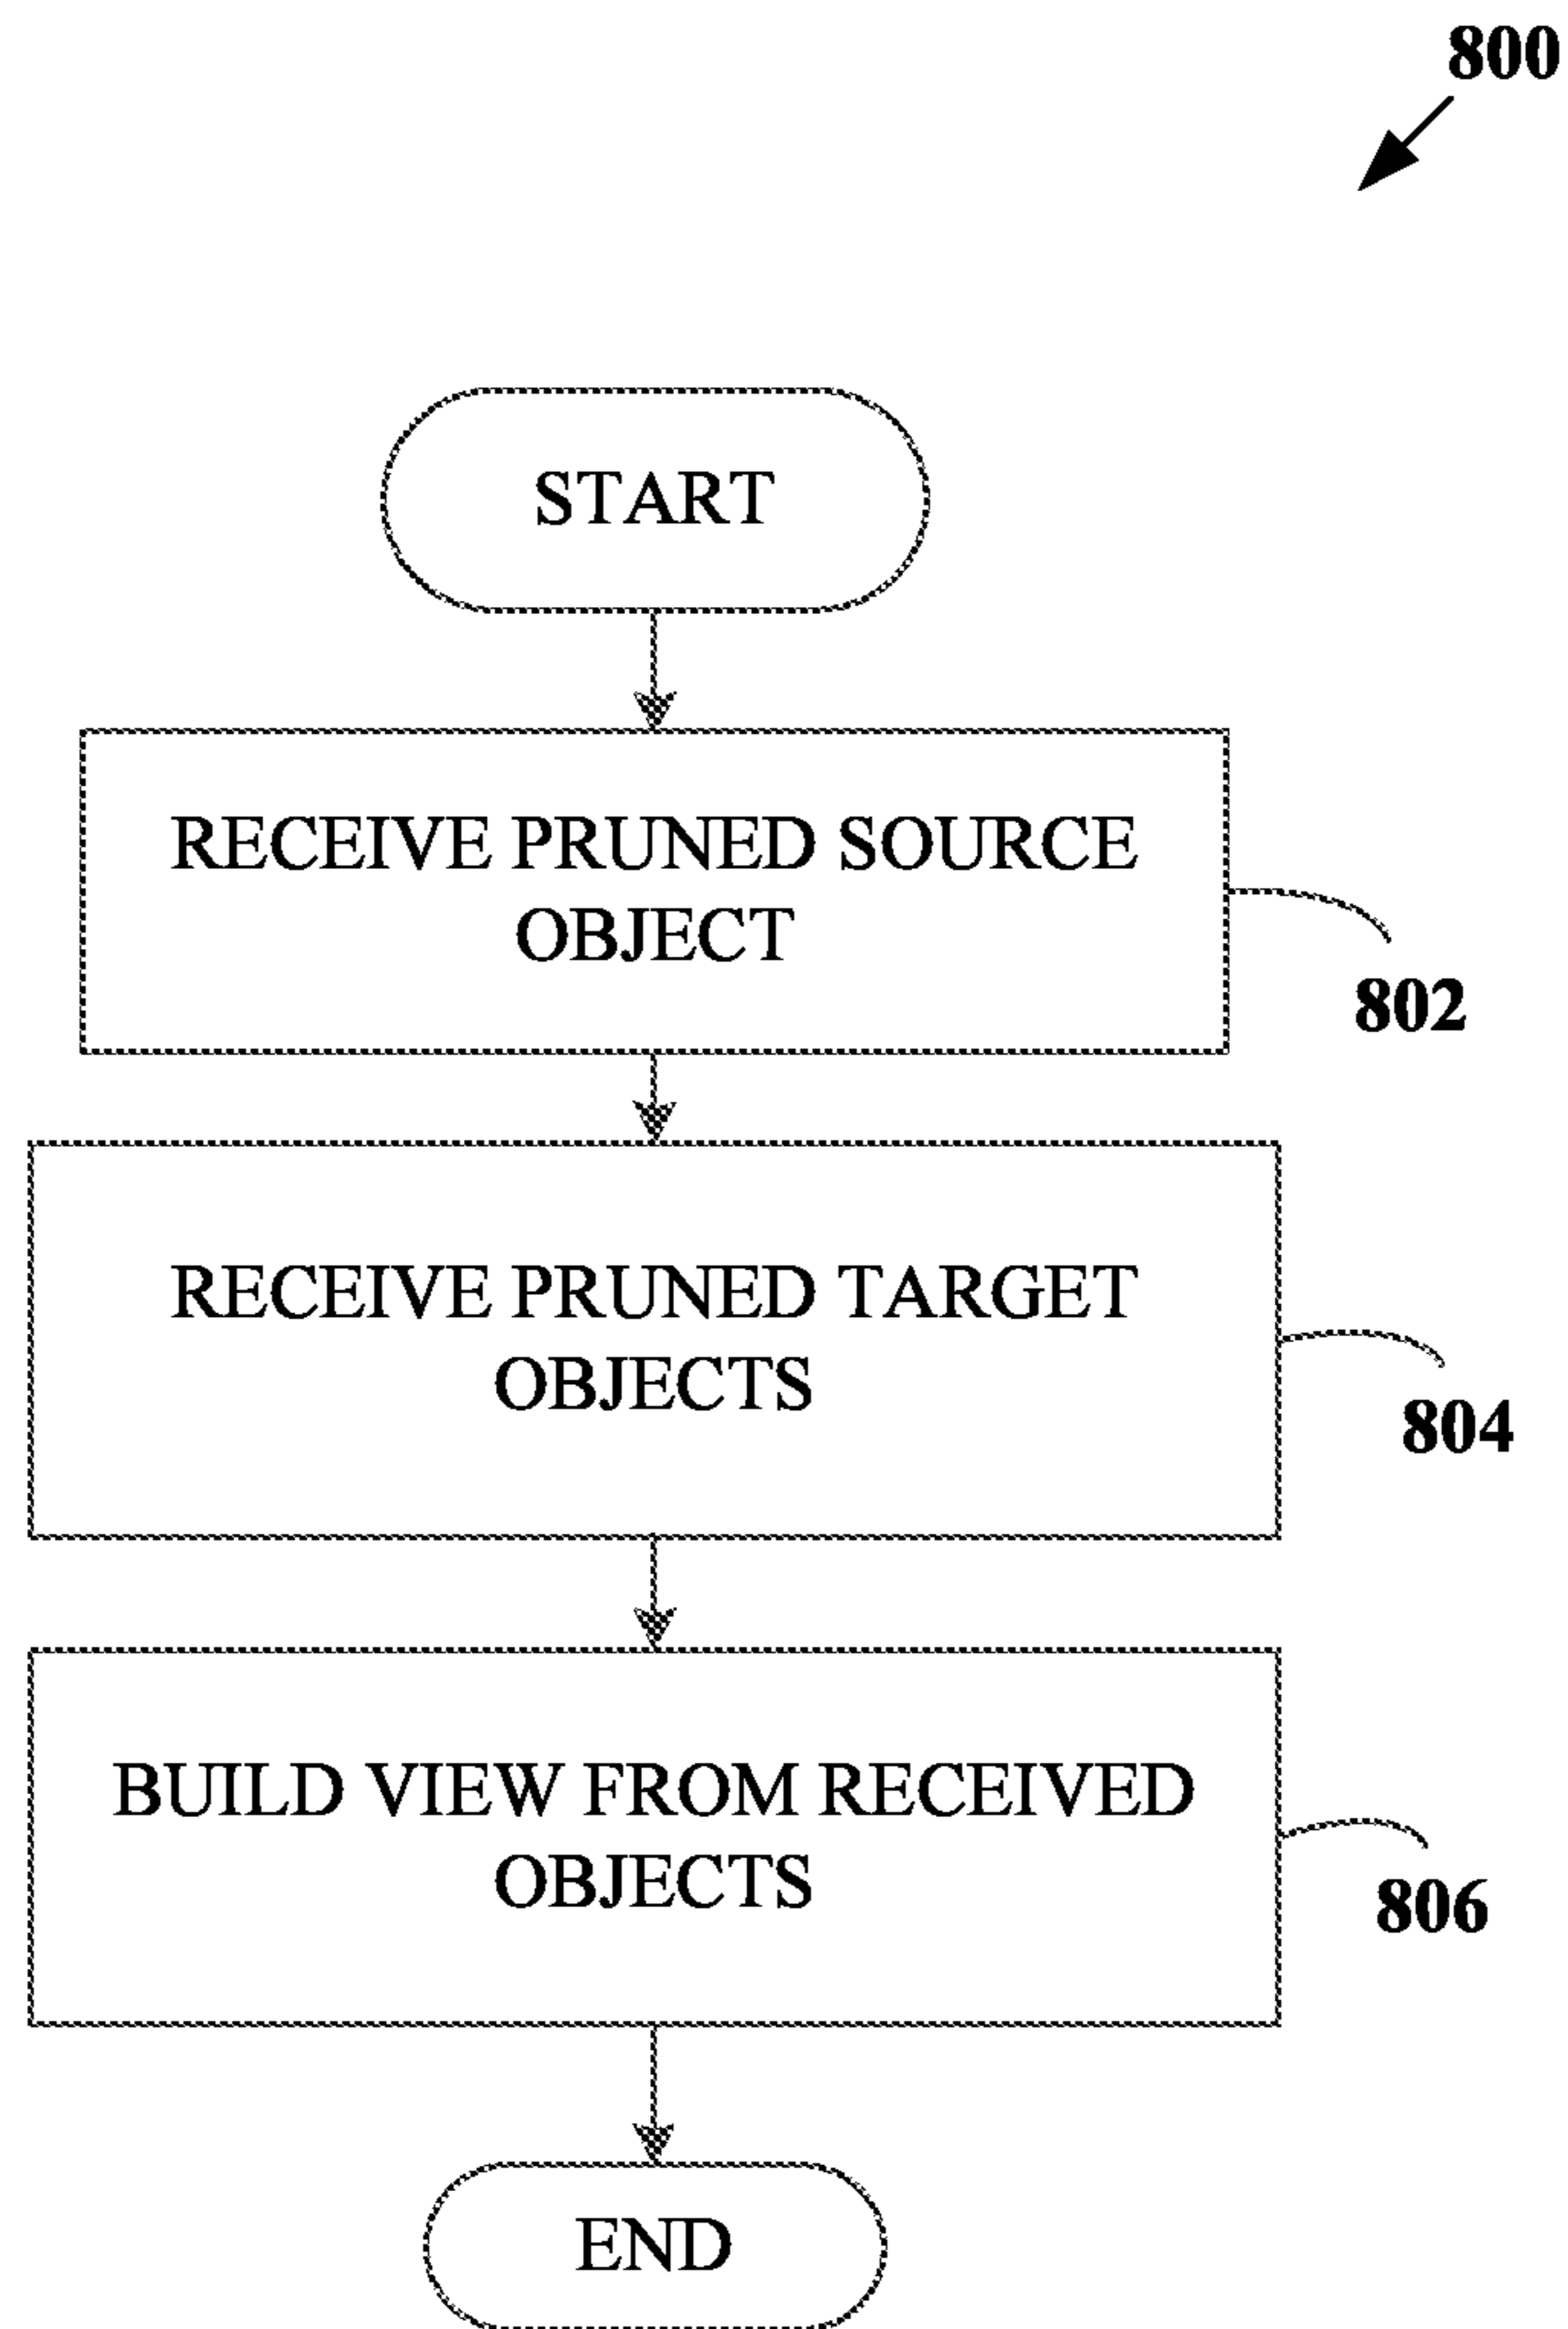 800
START
RECEIVE PRUNED SOURCE
OBJECT
802
RECEIVE PRUNED TARGET
OBJECTS
804
BUILD VIEW FROM RECEIVED
OBJECTS
806
END